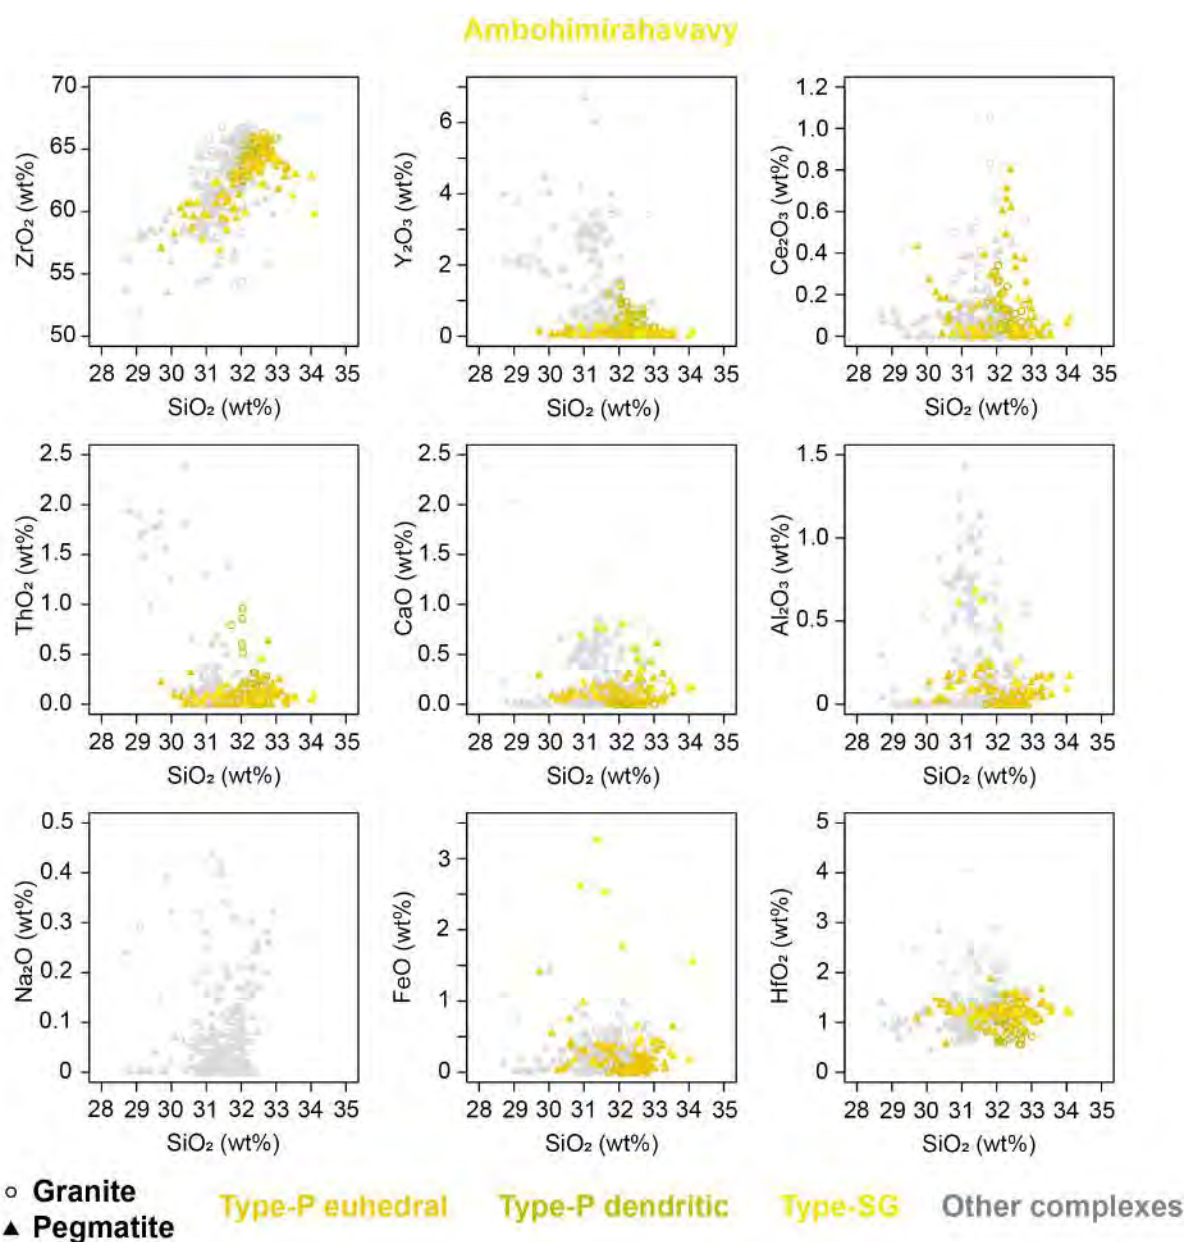 Ambohimirahavavy
70
65
60
55
50
ZrO₂ (wt%)
28 29 30 31 32 33 34 35
SiO₂ (wt%)
6
4
2
0
Y₂O₃ (wt%)
28 29 30 31 32 33 34 35
SiO₂ (wt%)
1.2
1.0
0.8
0.6
0.4
0.2
0
Ce₂O₃ (wt%)
28 29 30 31 32 33 34 35
SiO₂ (wt%)
2.5
2.0
1.5
1.0
0.5
0.0
ThO₂ (wt%)
28 29 30 31 32 33 34 35
SiO₂ (wt%)
2.5
2.0
1.5
1.0
0.5
0.0
CaO (wt%)
28 29 30 31 32 33 34 35
SiO₂ (wt%)
1.5
1.0
0.5
0
Al₂O₃ (wt%)
28 29 30 31 32 33 34 35
SiO₂ (wt%)
0.5
0.4
0.3
0.2
0.1
0
Na₂O (wt%)
28 29 30 31 32 33 34 35
SiO₂ (wt%)
3
2
1
0
FeO (wt%)
28 29 30 31 32 33 34 35
SiO₂ (wt%)
5
4
3
2
1
0
HfO₂ (wt%)
28 29 30 31 32 33 34 35
SiO₂ (wt%)
Granite
Pegmatite
Type-P euhedral Type-P dendritic Type-SG Other complexes